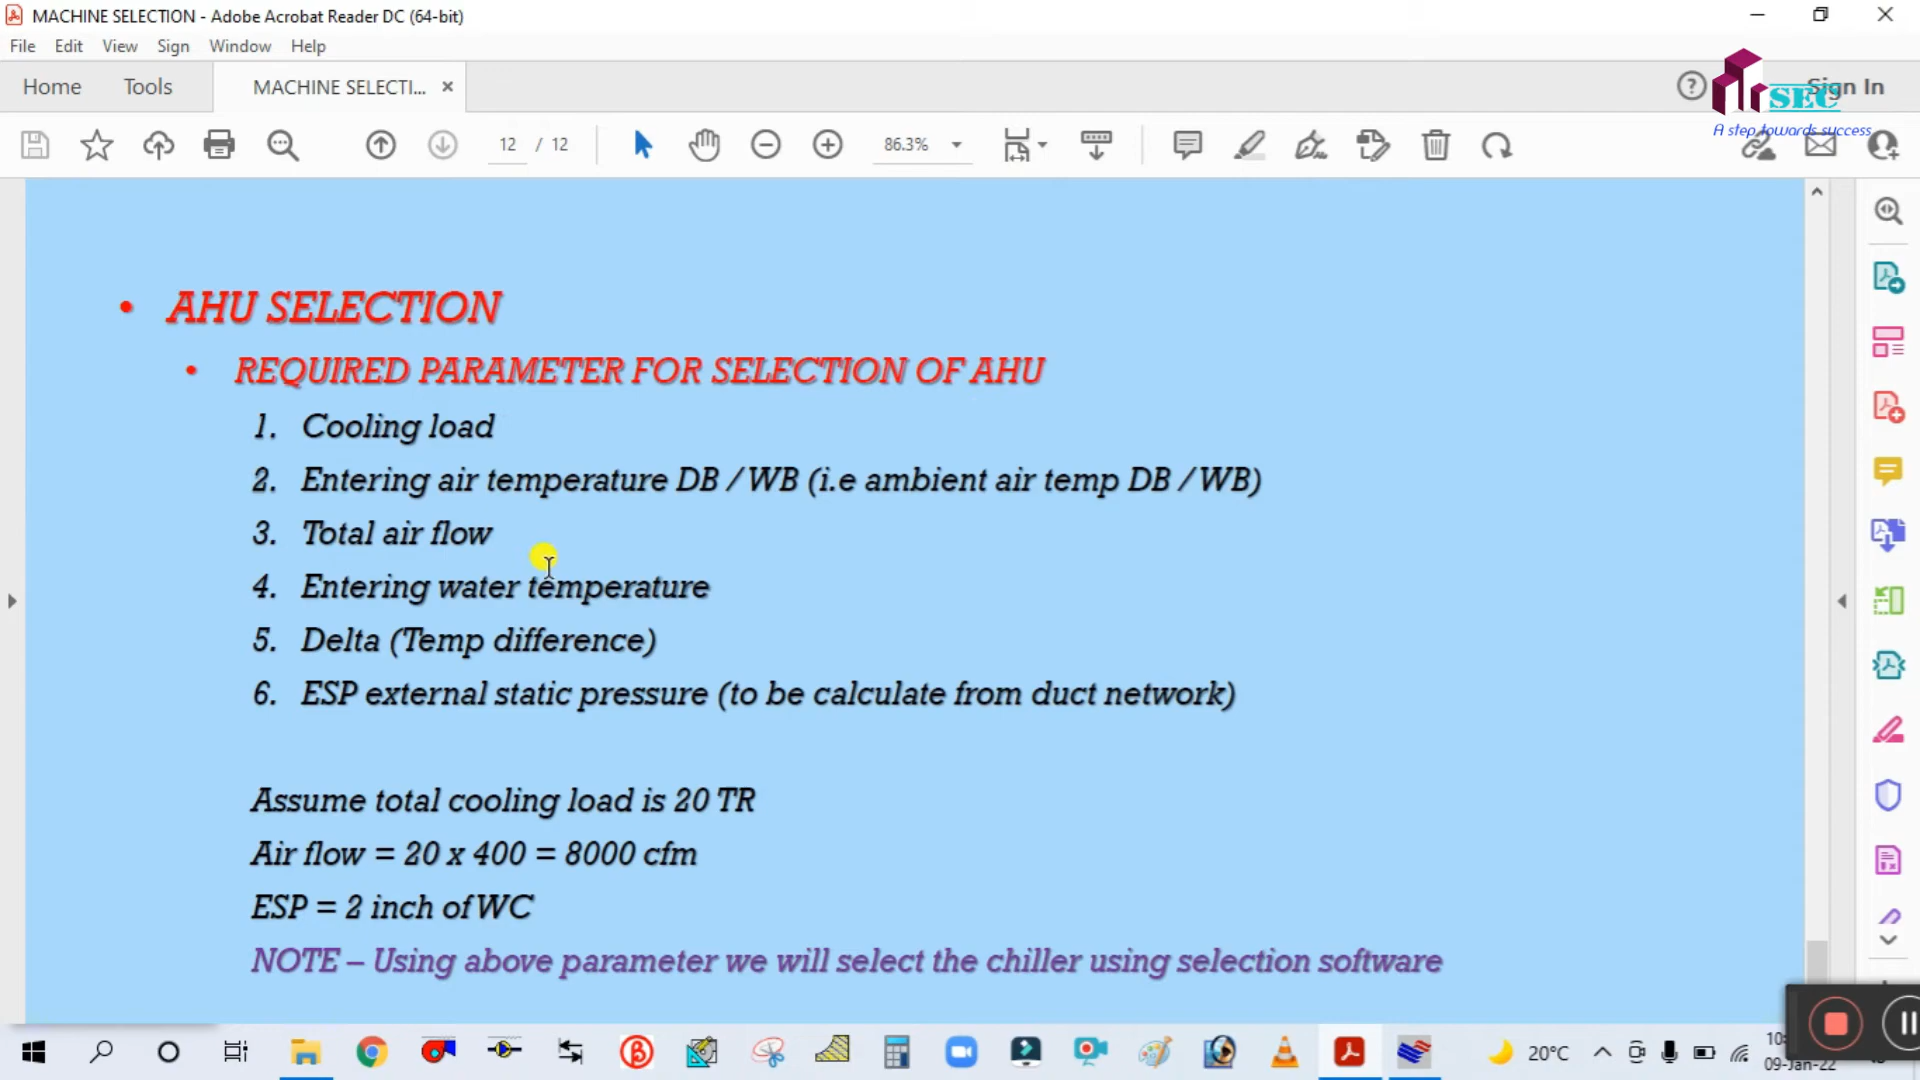 MACHINE SELECTION - Adobe Acrobat Reader DC (64-bit)
File Edit View Sign Window Help
Home Tools MACHINE SELECTI... Sign In
SEC
A step towards success
12 / 12 86.3%
• AHU SELECTION
• REQUIRED PARAMETER FOR SELECTION OF AHU
1. Cooling load
2. Entering air temperature DB / WB (i.e ambient air temp DB / WB)
3. Total air flow
4. Entering water temperature
5. Delta (Temp difference)
6. ESP external static pressure (to be calculate from duct network)
Assume total cooling load is 20 TR
Air flow = 20 x 400 = 8000 cfm
ESP = 2 inch of WC
NOTE – Using above parameter we will select the chiller using selection software
20°C
09-Jan-22